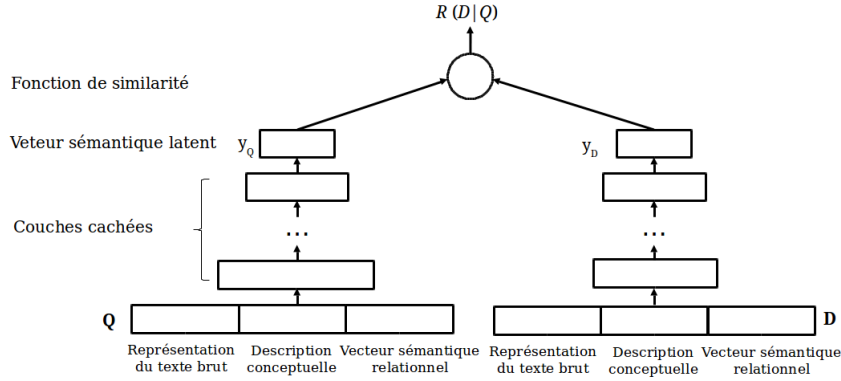 R (D|Q)
Fonction de similarité
Veteur sémantique latent
y_Q
y_D
Couches cachées
...
...
Q
D
Représentation
du texte brut
Description
conceptuelle
Vecteur sémantique
relationnel
Représentation
du texte brut
Description
conceptuelle
Vecteur sémantique
relationnel